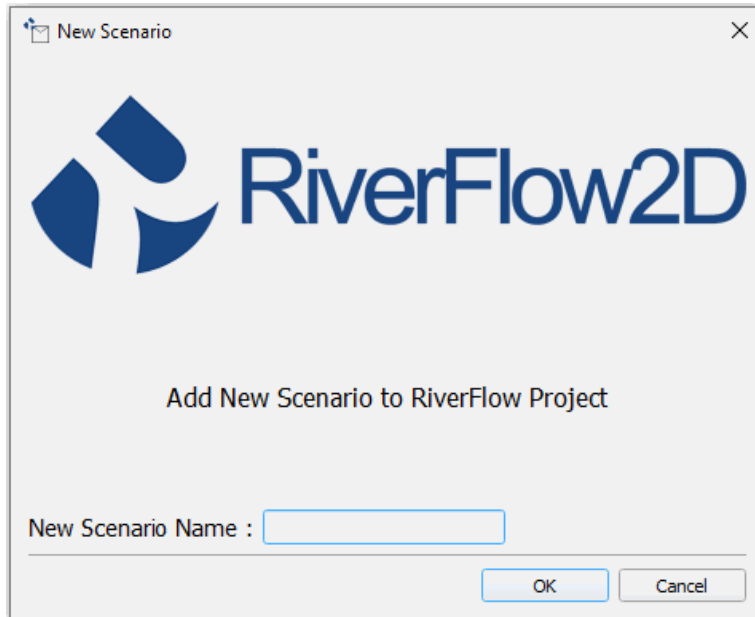 New Scenario
RiverFlow2D
Add New Scenario to RiverFlow Project
New Scenario Name :
OK Cancel